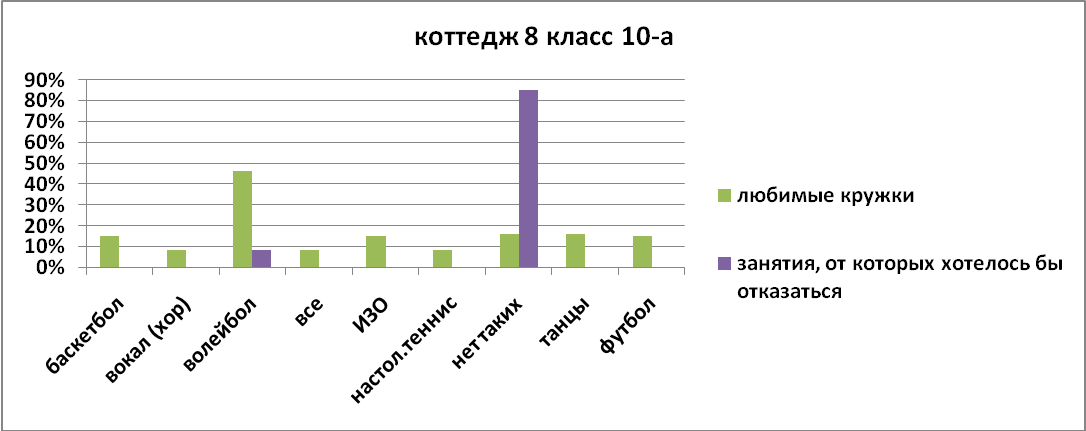 коттедж 8 класс 10-а
90%
80%
70%
60%
50%
40%
30%
20%
10%
0%
баскетбол
вокал (хор)
волейбол
все
ИЗО
настол.теннис
нет таких
танцы
футбол
любимые кружки
занятия, от которых хотелось бы
отказаться